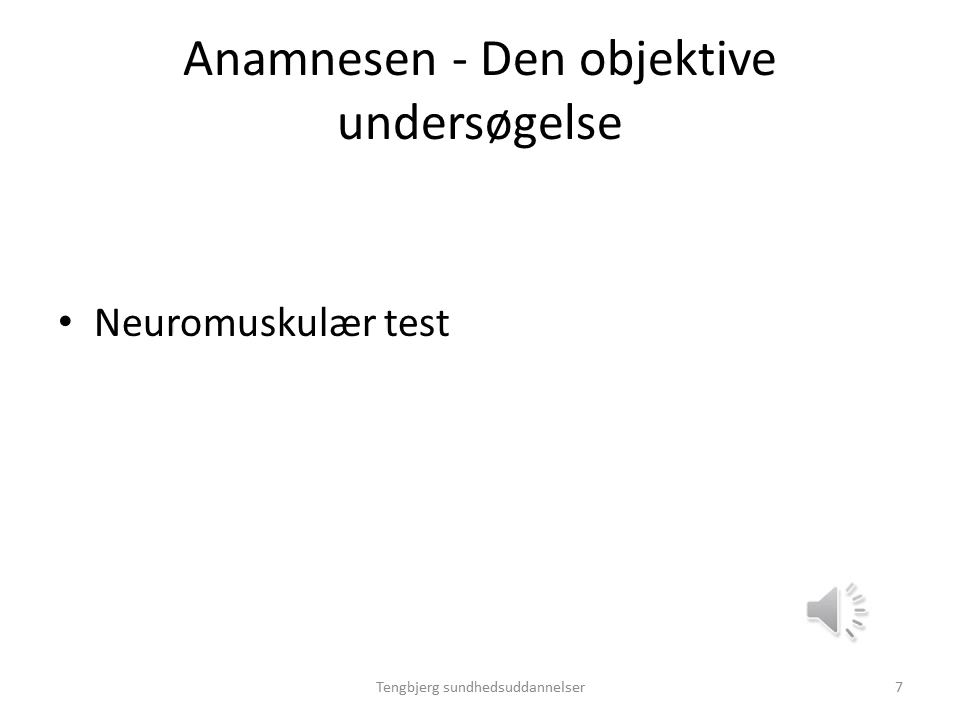 Anamnesen - Den objektive
undersøgelse
• Neuromuskulær test
Tengbjerg sundhedsuddannelser
7